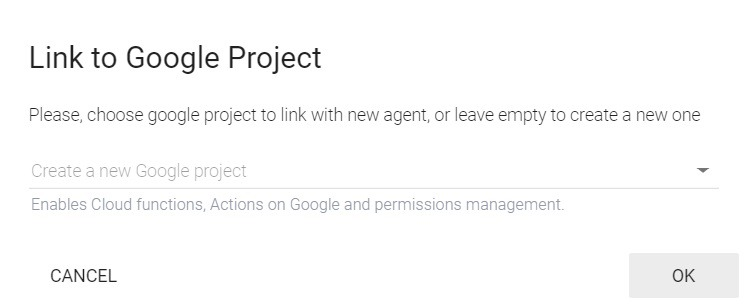 Link to Google Project
Please, choose google project to link with new agent, or leave empty to create a new one
Create a new Google project
Enables Cloud functions, Actions on Google and permissions management.
CANCEL OK